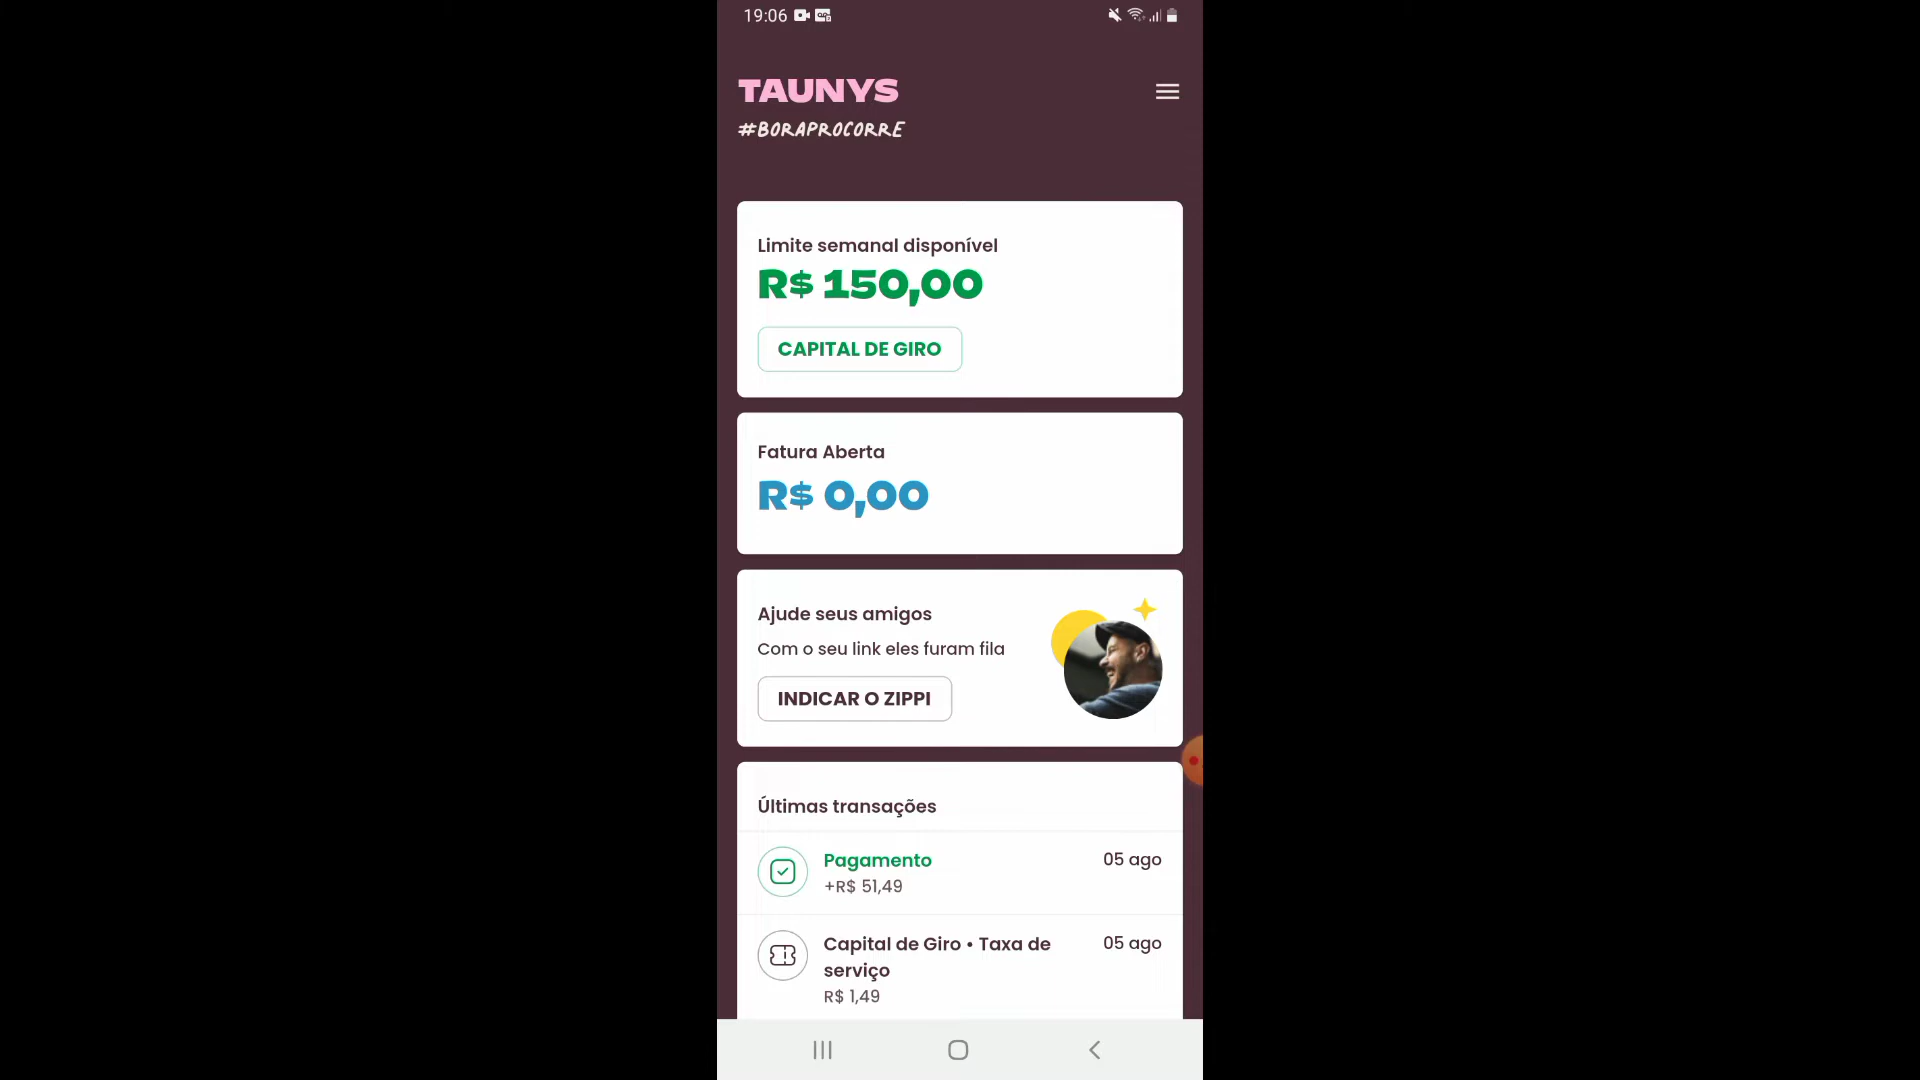 19:06
TAUNYS
#BORAPROCORRE
Limite semanal disponível
R$ 150,00
CAPITAL DE GIRO
Fatura Aberta
R$ 0,00
Ajude seus amigos
Com o seu link eles furam fila
INDICAR O ZIPPI
Últimas transações
Pagamento 05 ago
+R$ 51,49
Capital de Giro • Taxa de 05 ago
serviço
R$ 1,49